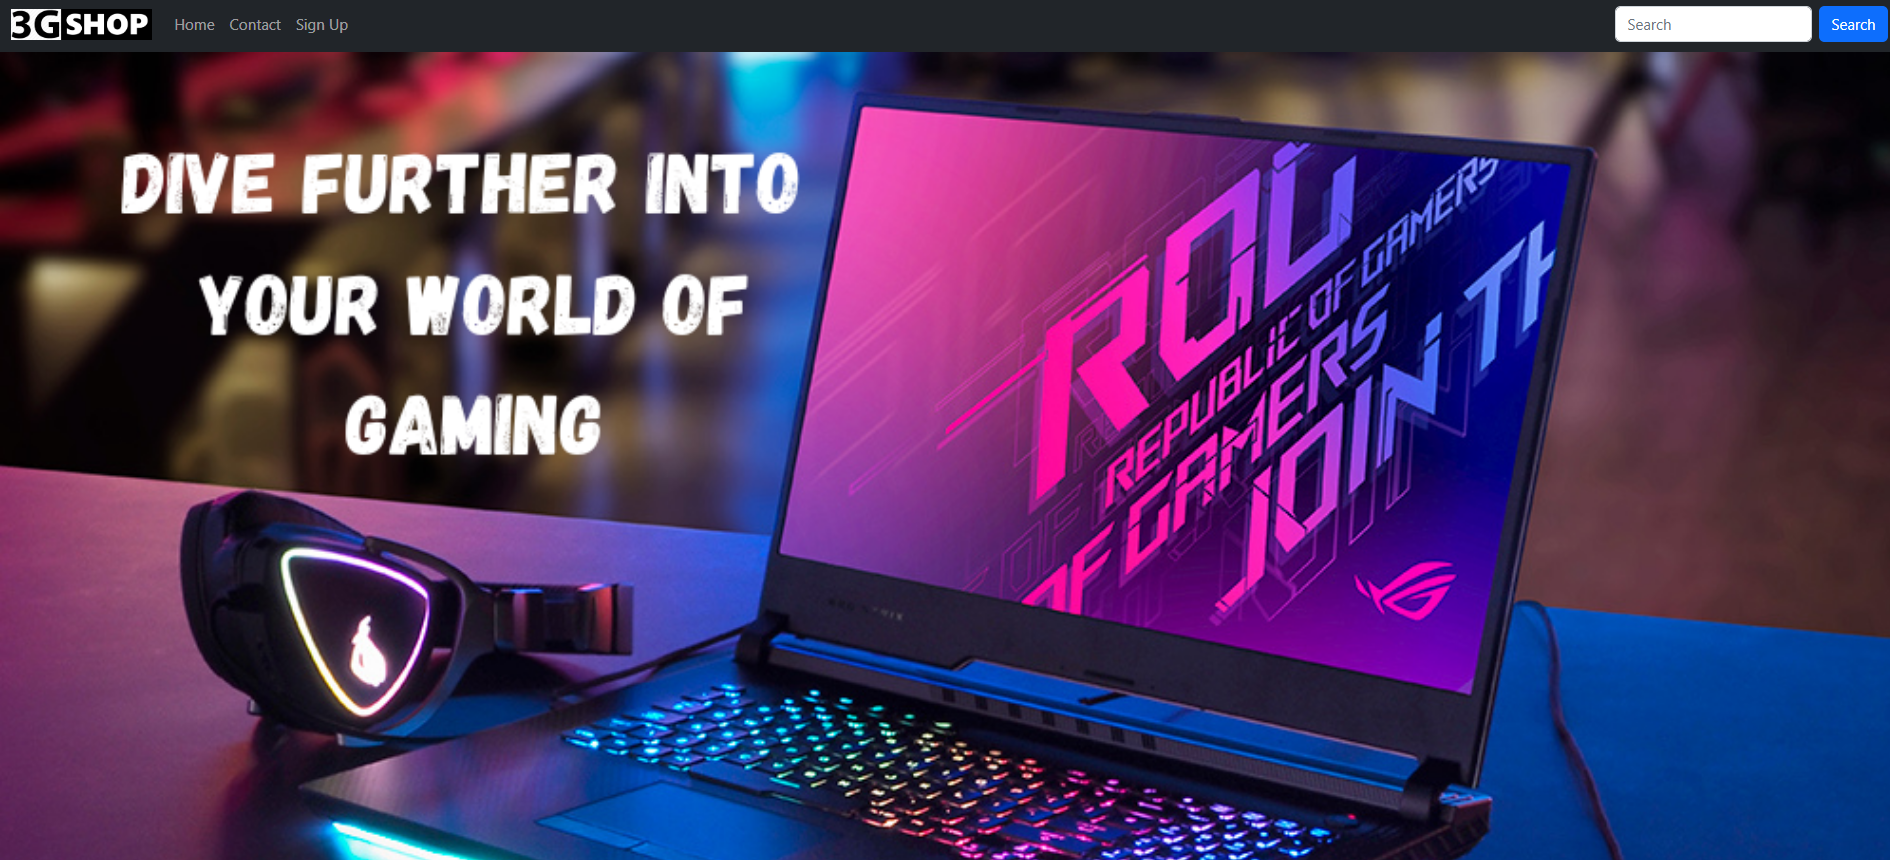 3G SHOP
Home
Contact
Sign Up
Search
Search
DIVE FURTHER INTO
YOUR WORLD OF
GAMING
ROG
REPUBLIC OF GAMERS
OF GAMERS
JOIN TH